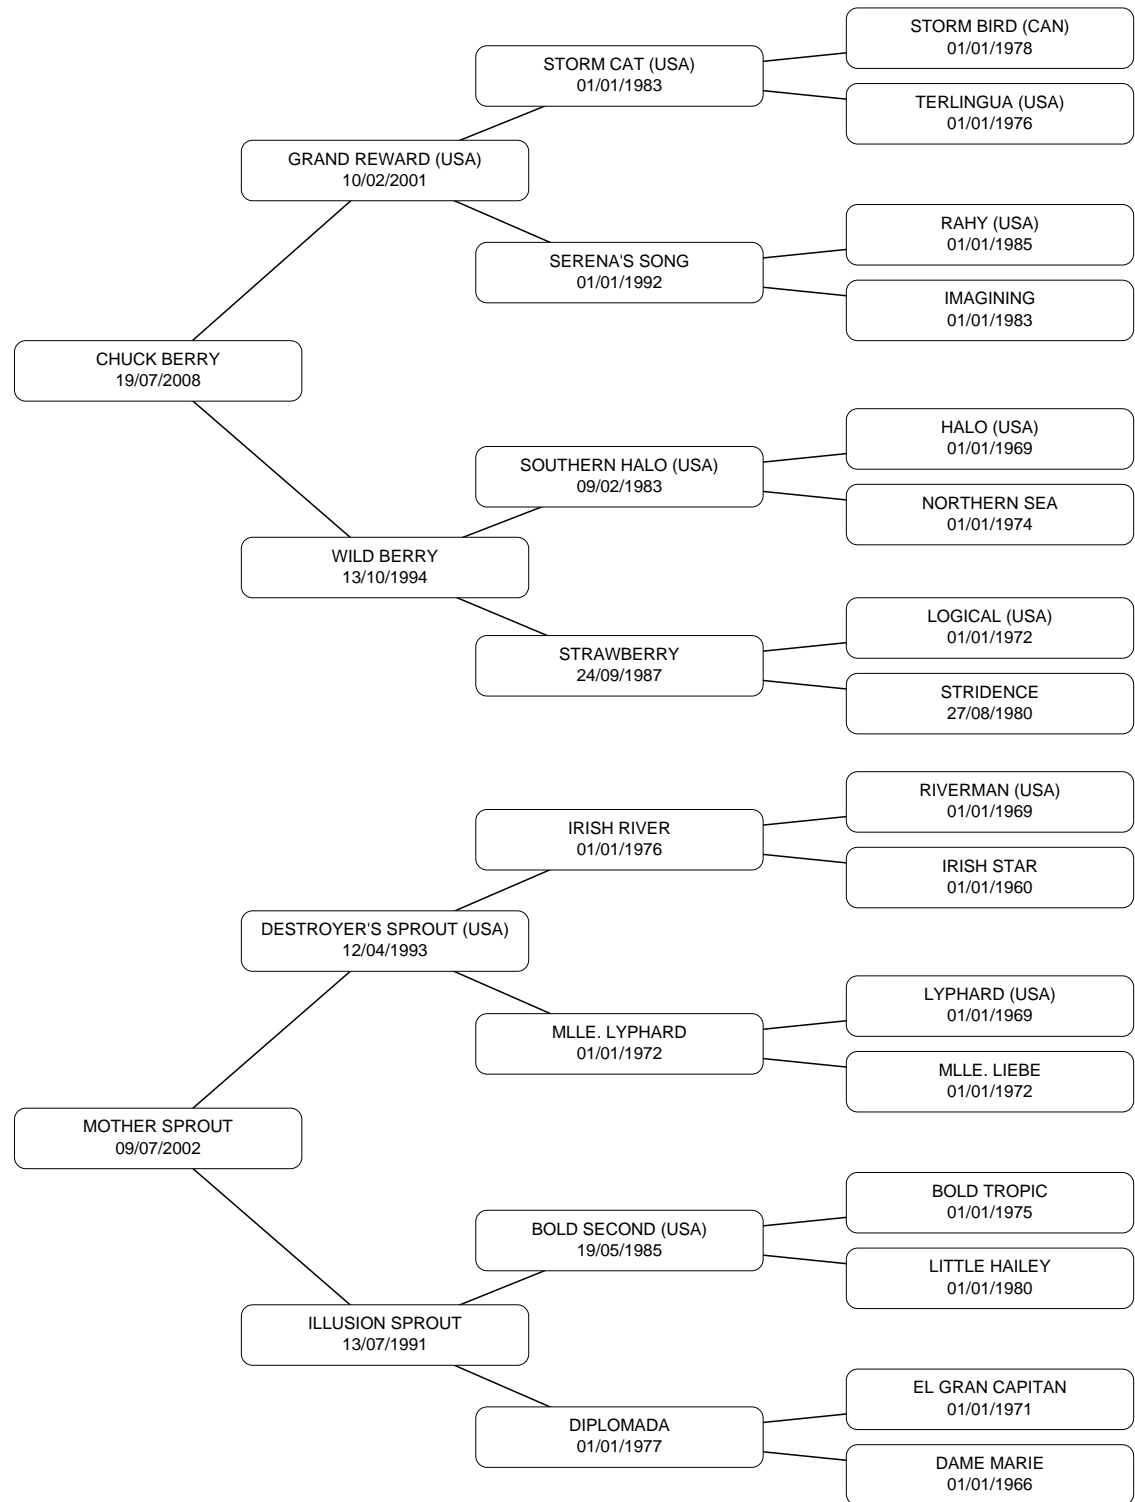 STORM BIRD (CAN)
01/01/1978
STORM CAT (USA)
01/01/1983
TERLINGUA (USA)
01/01/1976
GRAND REWARD (USA)
10/02/2001
RAHY (USA)
01/01/1985
SERENA'S SONG
01/01/1992
IMAGINING
01/01/1983
CHUCK BERRY
19/07/2008
HALO (USA)
01/01/1969
SOUTHERN HALO (USA)
09/02/1983
NORTHERN SEA
01/01/1974
WILD BERRY
13/10/1994
LOGICAL (USA)
01/01/1972
STRAWBERRY
24/09/1987
STRIDENCE
27/08/1980
RIVERMAN (USA)
01/01/1969
IRISH RIVER
01/01/1976
IRISH STAR
01/01/1960
DESTROYER'S SPROUT (USA)
12/04/1993
LYPHARD (USA)
01/01/1969
MLLE. LYPHARD
01/01/1972
MLLE. LIEBE
01/01/1972
MOTHER SPROUT
09/07/2002
BOLD TROPIC
01/01/1975
BOLD SECOND (USA)
19/05/1985
LITTLE HAILEY
01/01/1980
ILLUSION SPROUT
13/07/1991
EL GRAN CAPITAN
01/01/1971
DIPLOMADA
01/01/1977
DAME MARIE
01/01/1966